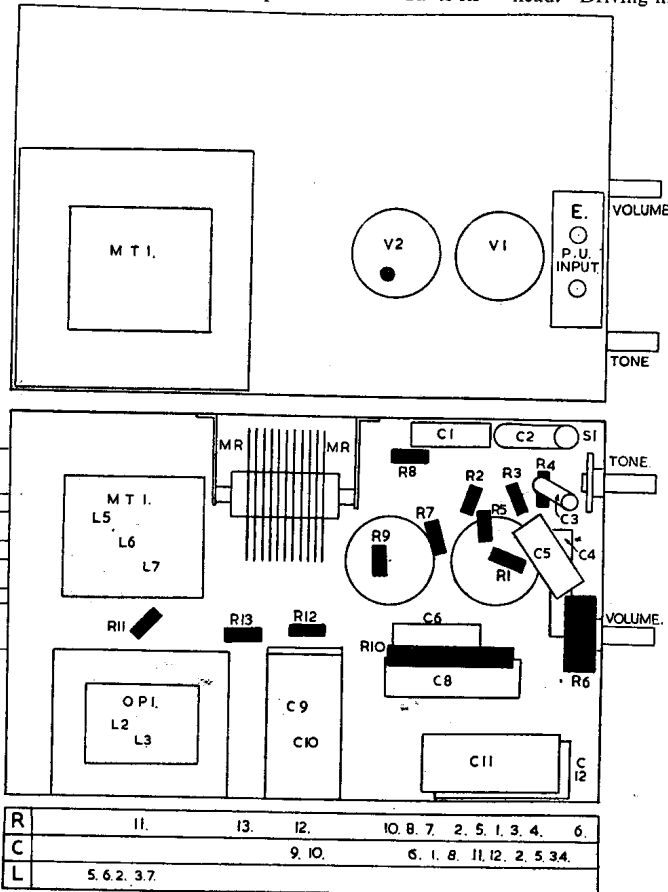 head. Driving
VOLUME
E.
M T 1.
V2
V1
P.U.
INPUT
TONE
C1
C2
S1
MR
MR
R8
R4
TONE.
M T 1.
R2
R3
L5
R7
R5
C3
L6
R9
C5
C4
L7
R1
R11
R13
R12
C6
VOLUME.
R10
R6
C8
OP1.
C9
L2
L3
C10
C11
C
12
R 11. 13. 12. 10. 8. 7. 2. 5. 1. 3. 4. 6.
C 9. 10. 6. 1. 8. 11. 12. 2. 5. 3.4.
L 5. 6. 2. 3. 7.